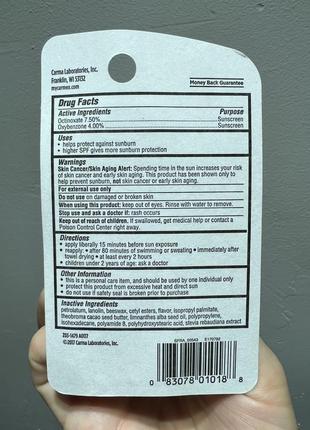 Carma Laboratories, Inc.
Franklin, WI 53132
mycarmex.com
Money Back Guarantee
Drug Facts
Active Ingredients Purpose
Octinoxate 7.50% Sunscreen
Oxybenzone 4.00% Sunscreen
Uses
• helps protect against sunburn
• higher SPF gives more sunburn protection
Warnings
Skin Cancer/Skin Aging Alert: Spending time in the sun increases your risk
of skin cancer and early skin aging. This product has been shown only to
help prevent sunburn, not skin cancer or early skin aging.
For external use only
Do not use on damaged or broken skin
When using this product: keep out of eyes. Rinse with water to remove.
Stop use and ask a doctor if: rash occurs
Keep out of reach of children. If swallowed, get medical help or contact a
Poison Control Center right away.
Directions
• apply liberally 15 minutes before sun exposure
• reapply: • after 80 minutes of swimming or sweating • immediately after
towel drying • at least every 2 hours
• children under 2 years of age: ask a doctor
Other Information
• this is a personal care item, and should be used by one individual only
• protect this product from excessive heat and direct sun
• do not use if safety seal is broken prior to purchase
Inactive Ingredients
petrolatum, lanolin, beeswax, cetyl esters, flavor, isopropyl palmitate,
theobroma cacao seed butter, limnanthes alba seed oil, polypropylene,
isohexadecane, polyamide 8, polyhydroxystearic acid, stevia rebaudiana extract
203-1479 A0017
©2017 Carma Laboratories, Inc.
0 83078 01018 8